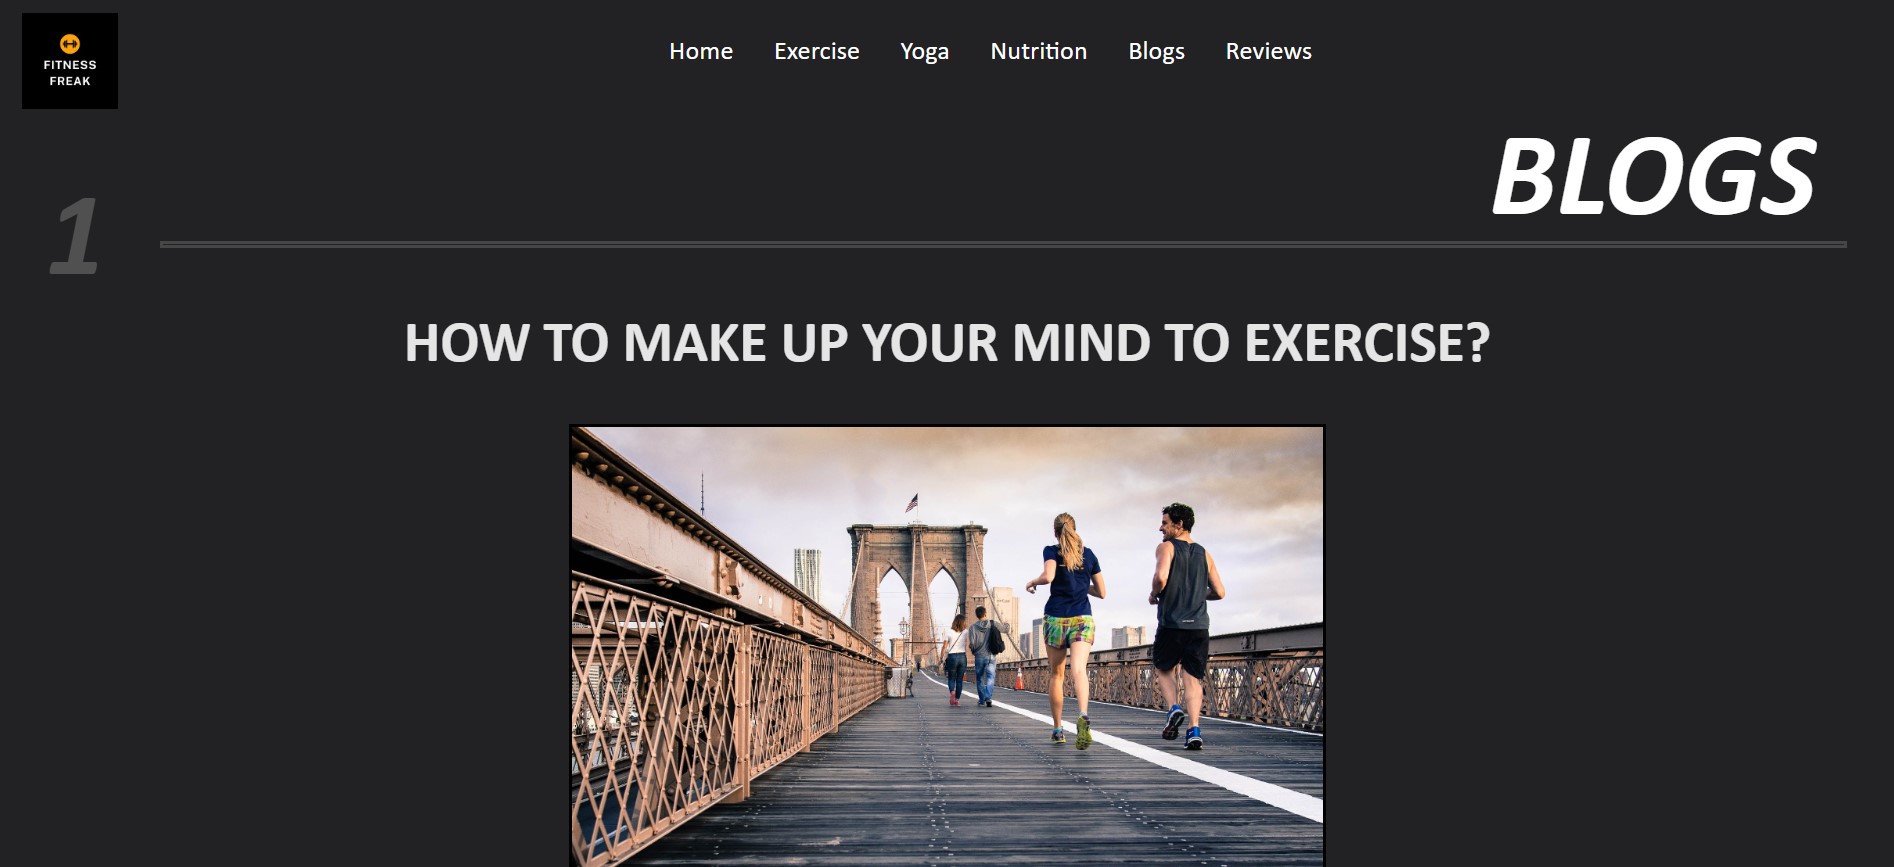 FITNESS
FREAK
Home Exercise Yoga Nutrition Blogs Reviews
BLOGS
1
HOW TO MAKE UP YOUR MIND TO EXERCISE?